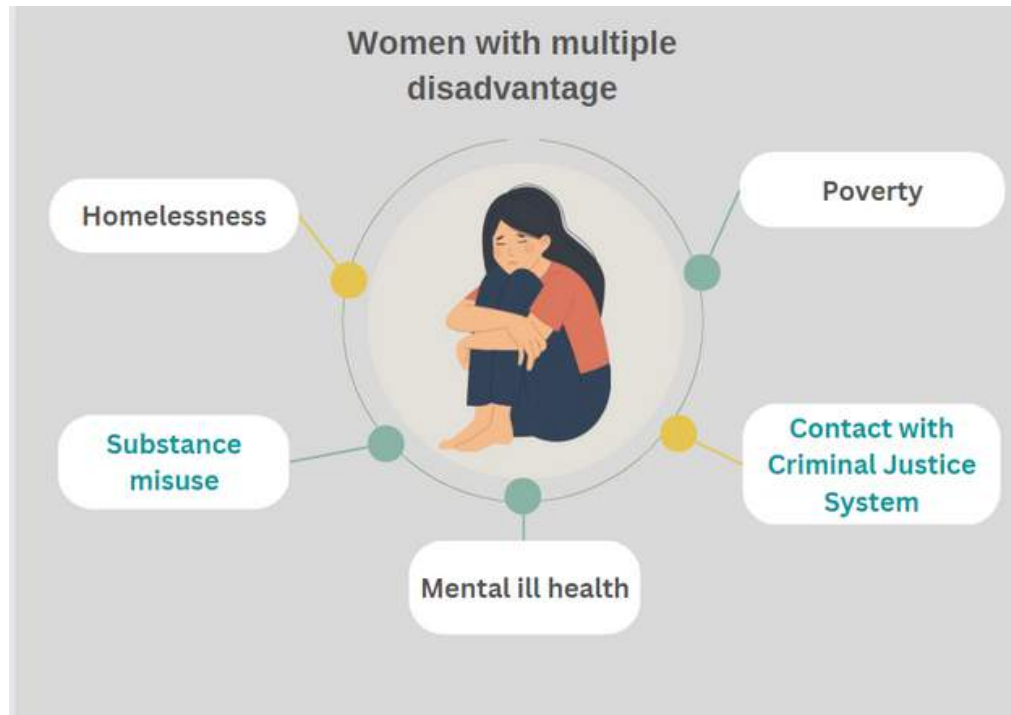 Women with multiple
disadvantage
Homelessness
Poverty
Substance
misuse
Contact with
Criminal Justice
System
Mental ill health